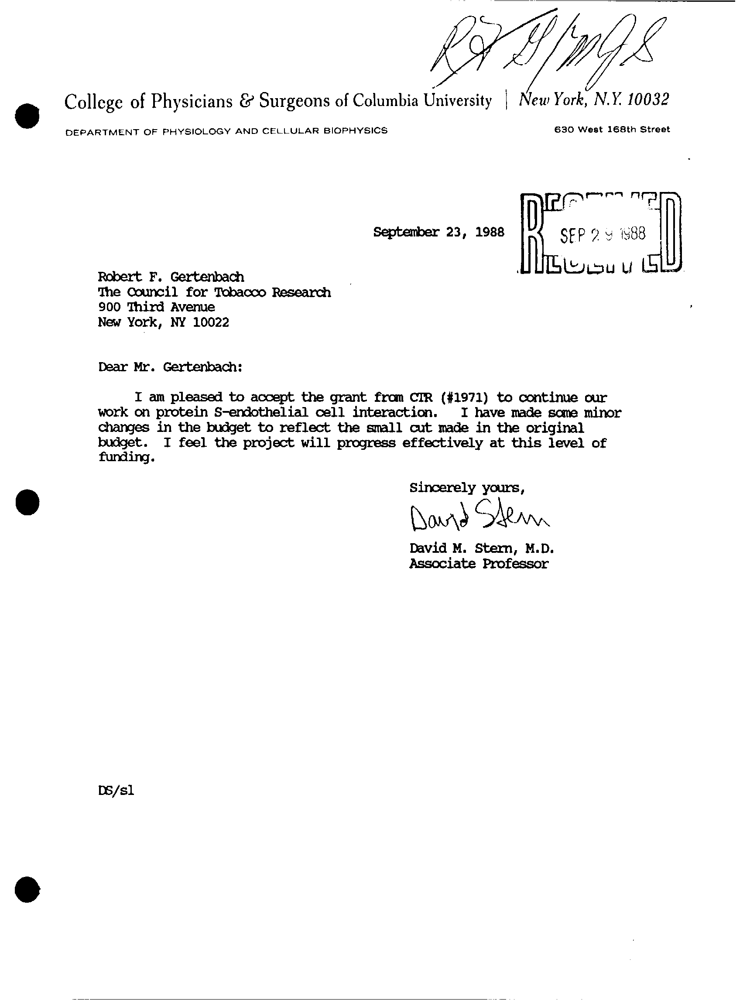 RFG/MGS
College of Physicians & Surgeons of Columbia University | New York, N.Y. 10032
DEPARTMENT OF PHYSIOLOGY AND CELLULAR BIOPHYSICS 630 West 168th Street
September 23, 1988
RECEIVED
SEP 29 1988
Robert F. Gertenbach
The Council for Tobacco Research
900 Third Avenue
New York, NY 10022
Dear Mr. Gertenbach:
I am pleased to accept the grant from CTR (#1971) to continue our
work on protein S-endothelial cell interaction. I have made some minor
changes in the budget to reflect the small cut made in the original
budget. I feel the project will progress effectively at this level of
funding.
Sincerely yours,
David Stern
David M. Stern, M.D.
Associate Professor
DS/sl